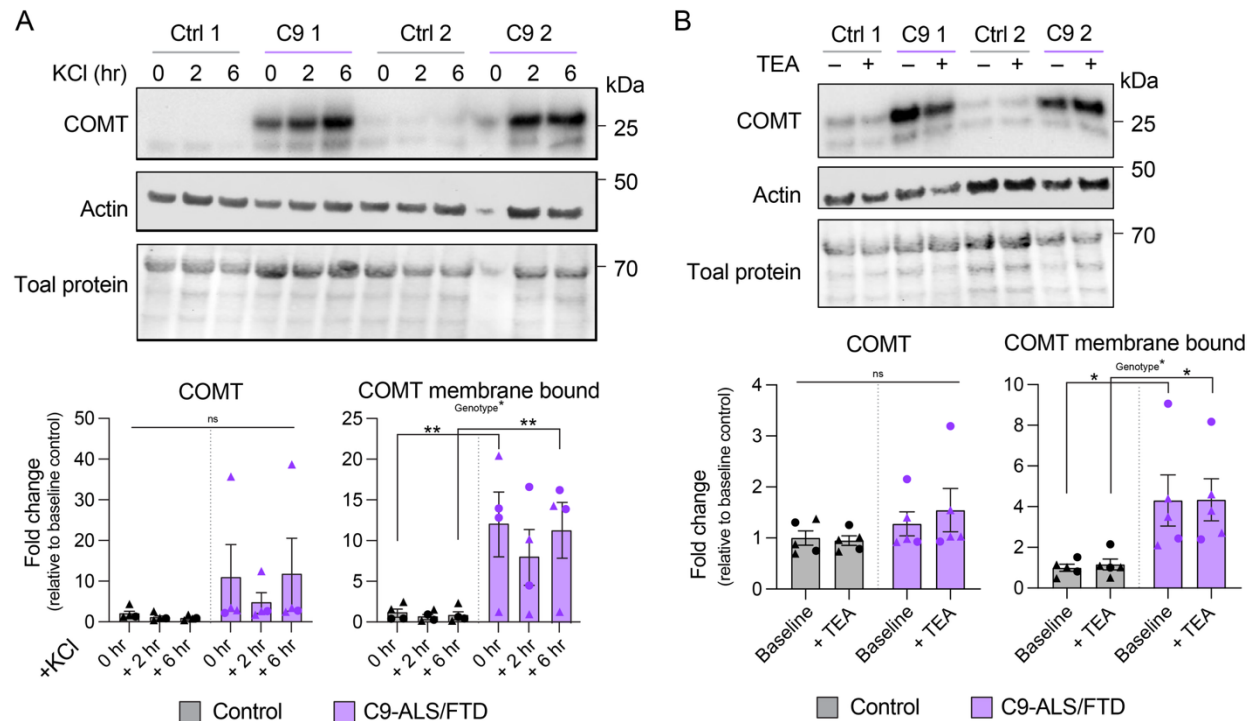 A
Ctrl 1 C9 1 Ctrl 2 C9 2
KCl (hr) 0 2 6 0 2 6 0 2 6 0 2 6 kDa
COMT 25
Actin 50
Toal protein 70
COMT
ns
Fold change
(relative to baseline control)
50
40
30
20
10
0
+KCl 0 hr + 2 hr + 6 hr 0 hr + 2 hr + 6 hr
COMT membrane bound
Genotype*
** **
25
20
15
10
5
0
0 hr + 2 hr + 6 hr 0 hr + 2 hr + 6 hr
Control C9-ALS/FTD
B
Ctrl 1 C9 1 Ctrl 2 C9 2
TEA – + – + – + – + kDa
COMT 25
Actin 50
Toal protein 70
COMT
ns
Fold change
(relative to baseline control)
4
3
2
1
0
Baseline + TEA Baseline + TEA
COMT membrane bound
Genotype*
* *
10
8
6
4
2
0
Baseline + TEA Baseline + TEA
Control C9-ALS/FTD